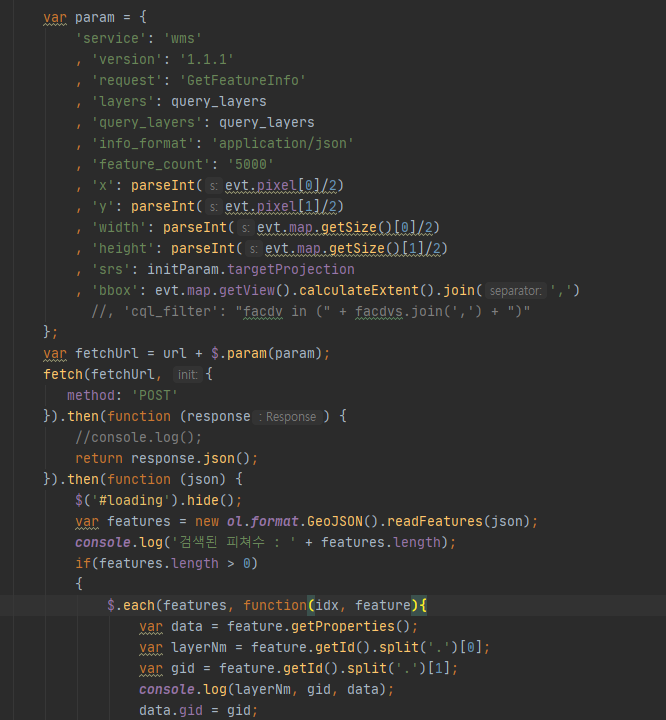 var param = {
'service': 'wms'
, 'version': '1.1.1'
, 'request': 'GetFeatureInfo'
, 'layers': query_layers
, 'query_layers': query_layers
, 'info_format': 'application/json'
, 'feature_count': '5000'
, 'x': parseInt( s: evt.pixel[0]/2)
, 'y': parseInt( s: evt.pixel[1]/2)
, 'width': parseInt( s: evt.map.getSize()[0]/2)
, 'height': parseInt( s: evt.map.getSize()[1]/2)
, 'srs': initParam.targetProjection
, 'bbox': evt.map.getView().calculateExtent().join( separator: ',')
//, 'cql_filter': "facdv in (" + facdvs.join(',') + ")"
};
var fetchUrl = url + $.param(param);
fetch(fetchUrl, init: {
method: 'POST'
}).then(function (response : Response ) {
//console.log();
return response.json();
}).then(function (json) {
$('#loading').hide();
var features = new ol.format.GeoJSON().readFeatures(json);
console.log('검색된 피쳐수 : ' + features.length);
if(features.length > 0)
{
$.each(features, function(idx, feature){
var data = feature.getProperties();
var layerNm = feature.getId().split('.')[0];
var gid = feature.getId().split('.')[1];
console.log(layerNm, gid, data);
data.gid = gid;